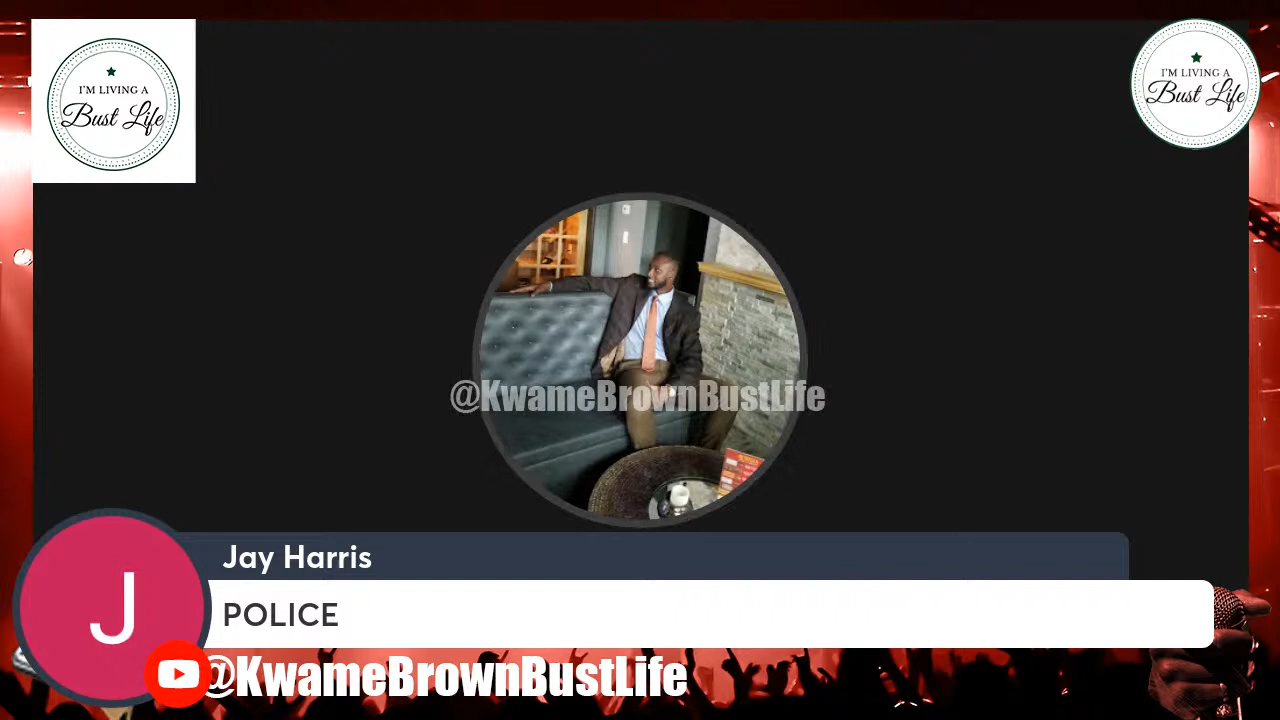 I'M LIVING A
Bust Life
I'M LIVING A
Bust Life
@KwameBrownBustLife
Jay Harris
J
POLICE
@KwameBrownBustLife